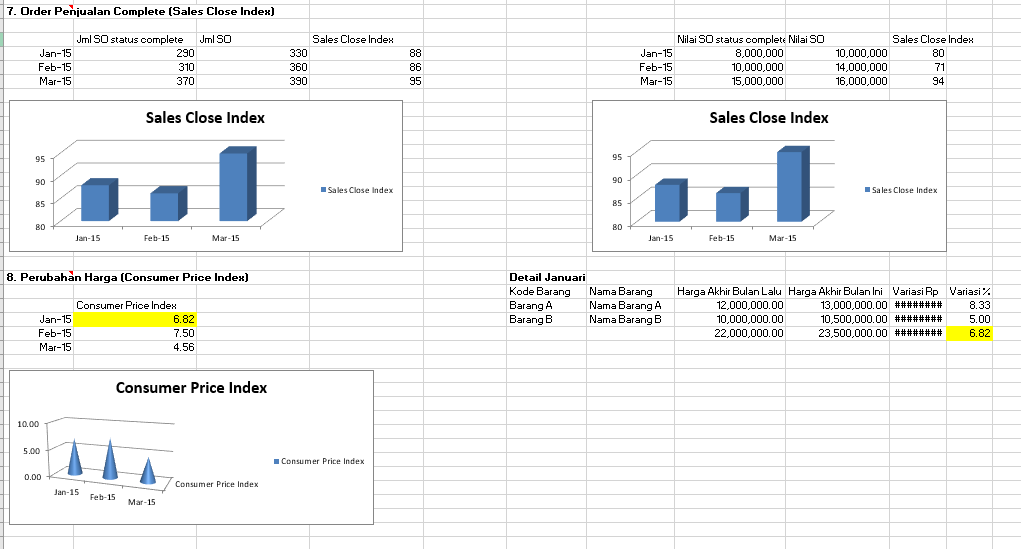 7. Order Penjualan Complete (Sales Close Index)
Jml SO status complete Jml SO Sales Close Index Nilai SO status complete Nilai SO Sales Close Index
Jan-15 290 330 88 Jan-15 8,000,000 10,000,000 80
Feb-15 310 360 86 Feb-15 10,000,000 14,000,000 71
Mar-15 370 390 95 Mar-15 15,000,000 16,000,000 94
Sales Close Index
95
90
85
80
Jan-15 Feb-15 Mar-15
Sales Close Index
Sales Close Index
95
90
85
80
Jan-15 Feb-15 Mar-15
Sales Close Index
8. Perubahan Harga (Consumer Price Index)
Consumer Price Index
Jan-15 6.82
Feb-15 7.50
Mar-15 4.56
Detail Januari
Kode Barang Nama Barang Harga Akhir Bulan Lalu Harga Akhir Bulan Ini Variasi Rp Variasi %
Barang A Nama Barang A 12,000,000.00 13,000,000.00 ######## 8.33
Barang B Nama Barang B 10,000,000.00 10,500,000.00 ######## 5.00
22,000,000.00 23,500,000.00 ######## 6.82
Consumer Price Index
10.00
5.00
0.00
Jan-15 Feb-15 Mar-15
Consumer Price Index
Consumer Price Index